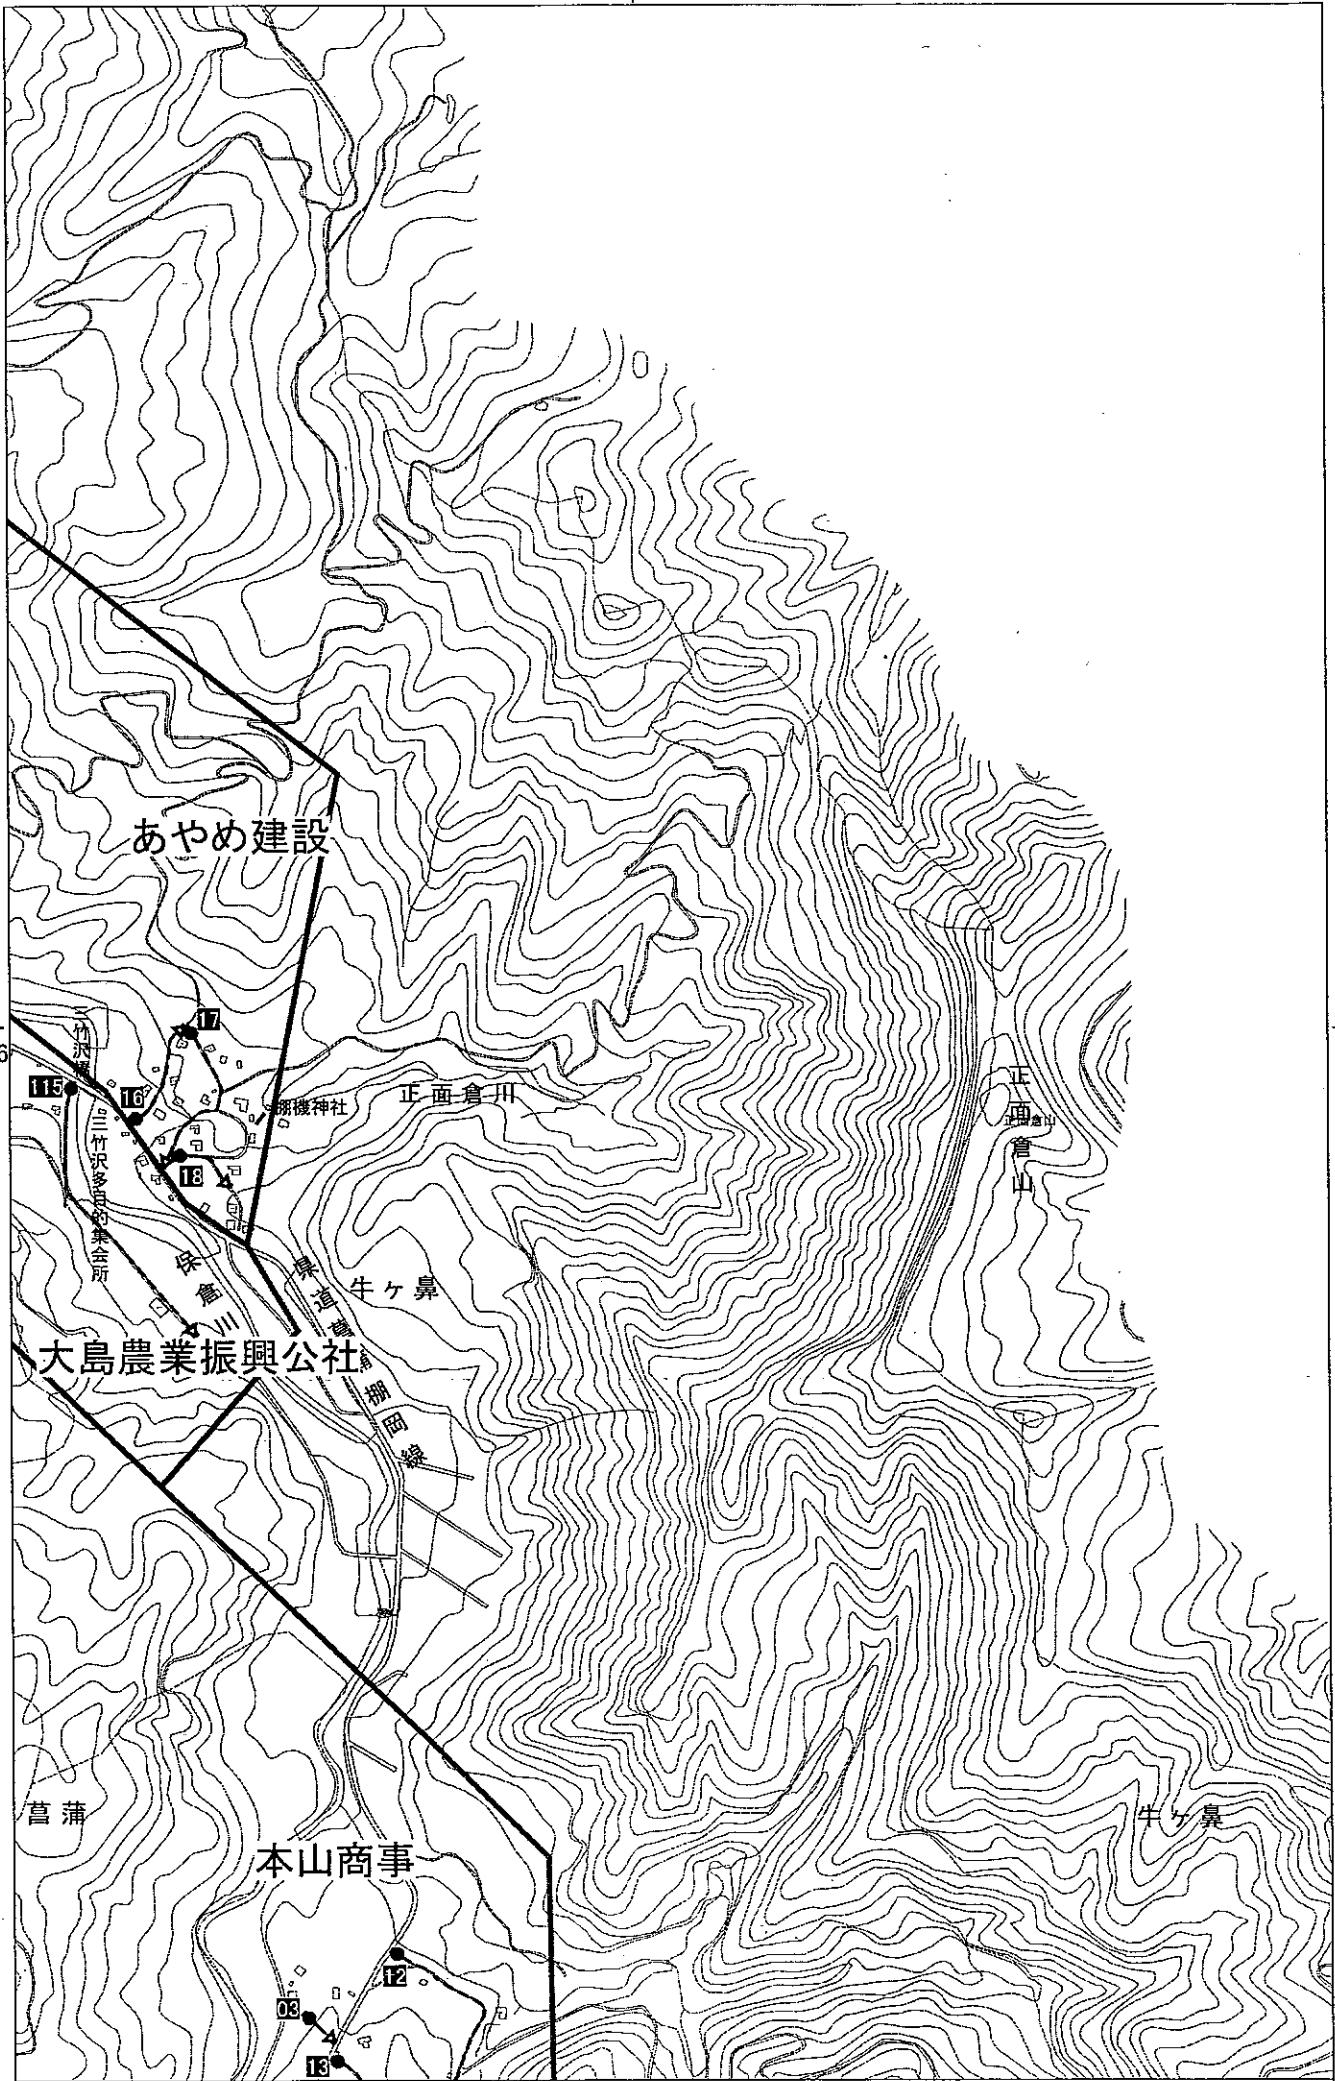 あやめ建設
17
三竹沢橋
6
115
16
棚機神社
正面倉川
正面倉山
正面倉山
18
三竹沢多目的集会所
保倉川
牛ヶ鼻
県道菖蒲棚岡線
大島農業振興公社
菖蒲
牛ヶ鼻
本山商事
12
03
13